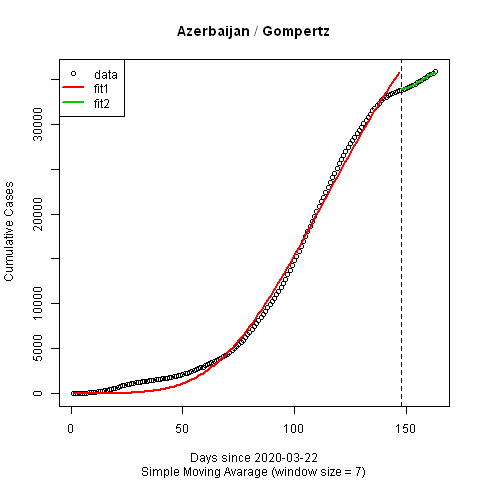 Azerbaijan / Gompertz
data
fit1
fit2
30000
20000
10000
5000
0
Cumulative Cases
0
50
100
150
Days since 2020-03-22
Simple Moving Avarage (window size = 7)